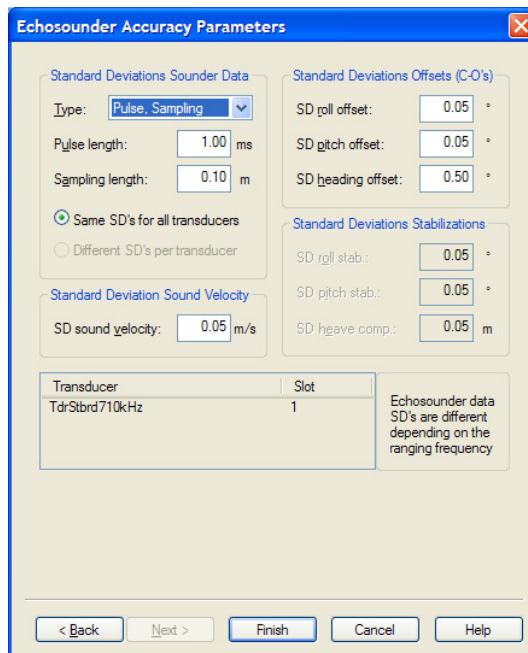 Echosounder Accuracy Parameters
Standard Deviations Sounder Data
Type: Pulse, Sampling
Pulse length: 1.00 ms
Sampling length: 0.10 m
Same SD's for all transducers
Different SD's per transducer
Standard Deviation Sound Velocity
SD sound velocity: 0.05 m/s
Standard Deviations Offsets (C-O's)
SD roll offset: 0.05 °
SD pitch offset: 0.05 °
SD heading offset: 0.50 °
Standard Deviations Stabilizations
SD roll stab.: 0.05 °
SD pitch stab.: 0.05 °
SD heave comp.: 0.05 m
Transducer Slot
TdrStbrd710kHz 1
Echosounder data
SD's are different
depending on the
ranging frequency
< Back Next > Finish Cancel Help